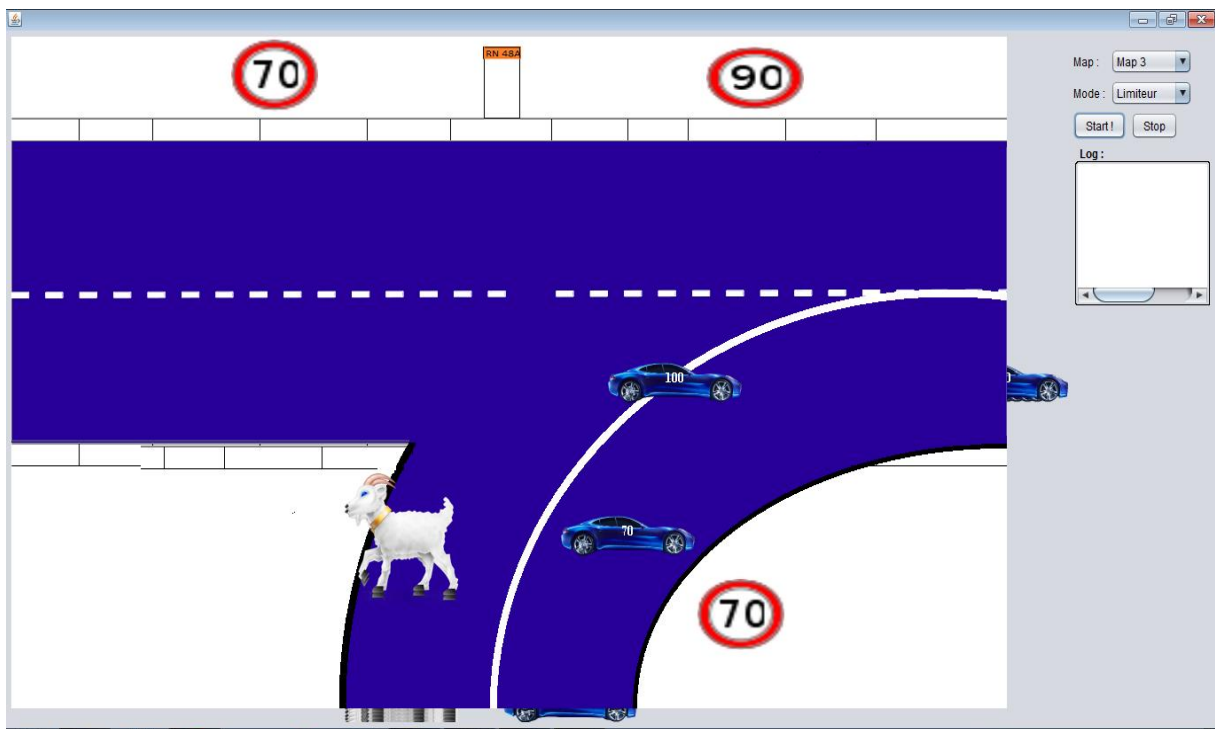 70
RN 48A
90
Map :
Map 3
Mode :
Limiteur
Start !
Stop
Log :
100
70
70